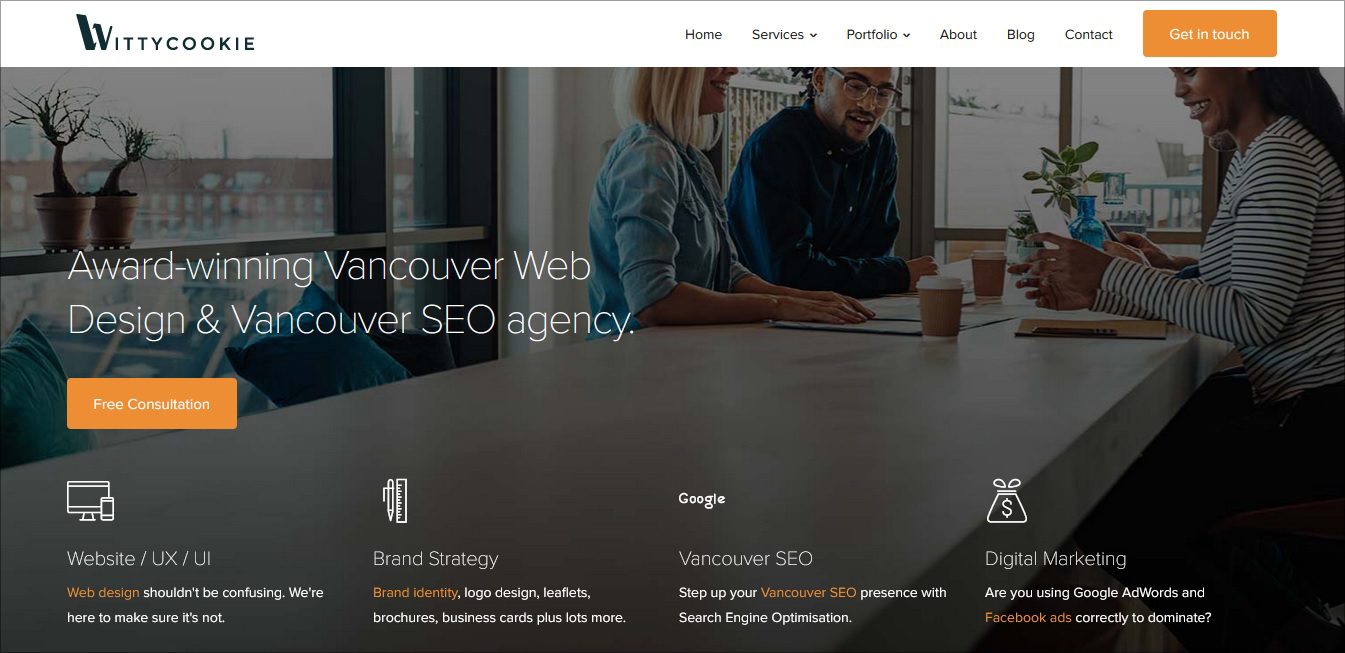 WITTYCOOKIE
Home Services Portfolio About Blog Contact Get in touch
Award-winning Vancouver Web
Design & Vancouver SEO agency.
Free Consultation
Google
$
Website / UX / UI
Web design shouldn't be confusing. We're
here to make sure it's not.
Brand Strategy
Brand identity, logo design, leaflets,
brochures, business cards plus lots more.
Vancouver SEO
Step up your Vancouver SEO presence with
Search Engine Optimisation.
Digital Marketing
Are you using Google AdWords and
Facebook ads correctly to dominate?